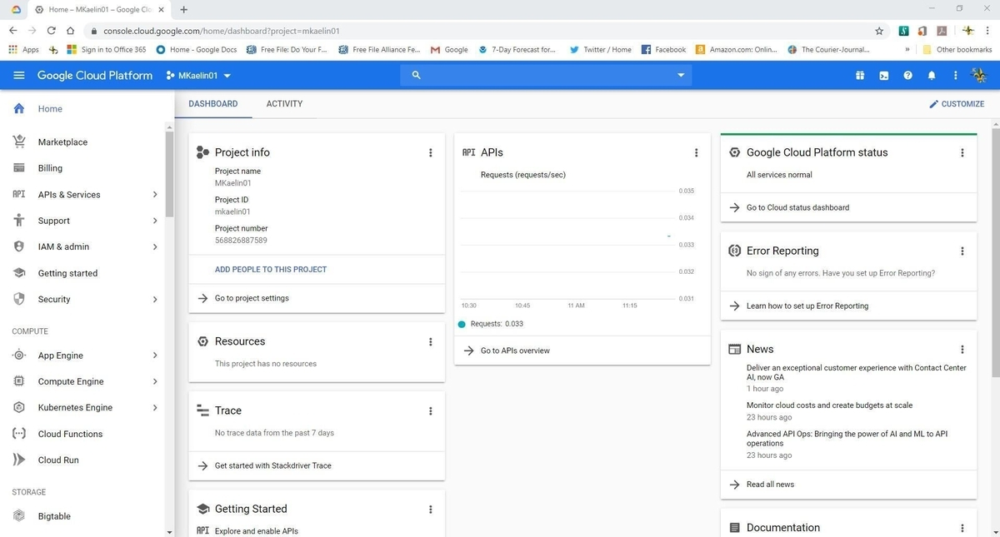 Home – MKaelin01 – Google Clo
console.cloud.google.com/home/dashboard?project=mkaelin01
Apps
Sign in to Office 365
Home - Google Docs
Free File: Do Your F...
Free File Alliance Fe...
Google
7-Day Forecast for...
Twitter / Home
Facebook
Amazon.com: Onlin...
The Courier-Journal...
»
Other bookmarks
Google Cloud Platform
MKaelin01
Home
Marketplace
Billing
API
APIs & Services
Support
IAM & admin
Getting started
Security
COMPUTE
App Engine
Compute Engine
Kubernetes Engine
Cloud Functions
Cloud Run
STORAGE
Bigtable
DASHBOARD
ACTIVITY
CUSTOMIZE
Project info
Project name
MKaelin01
Project ID
mkaelin01
Project number
568826887589
ADD PEOPLE TO THIS PROJECT
Go to project settings
Resources
This project has no resources
Trace
No trace data from the past 7 days
Get started with Stackdriver Trace
Getting Started
API
Explore and enable APIs
API
APIs
Requests (requests/sec)
0.035
0.034
0.033
0.032
0.031
10:30
10:45
11 AM
11:15
Requests: 0.033
Go to APIs overview
Google Cloud Platform status
All services normal
Go to Cloud status dashboard
Error Reporting
No sign of any errors. Have you set up Error Reporting?
Learn how to set up Error Reporting
News
Deliver an exceptional customer experience with Contact Center
AI, now GA
1 hour ago
Monitor cloud costs and create budgets at scale
23 hours ago
Advanced API Ops: Bringing the power of AI and ML to API
operations
23 hours ago
Read all news
Documentation